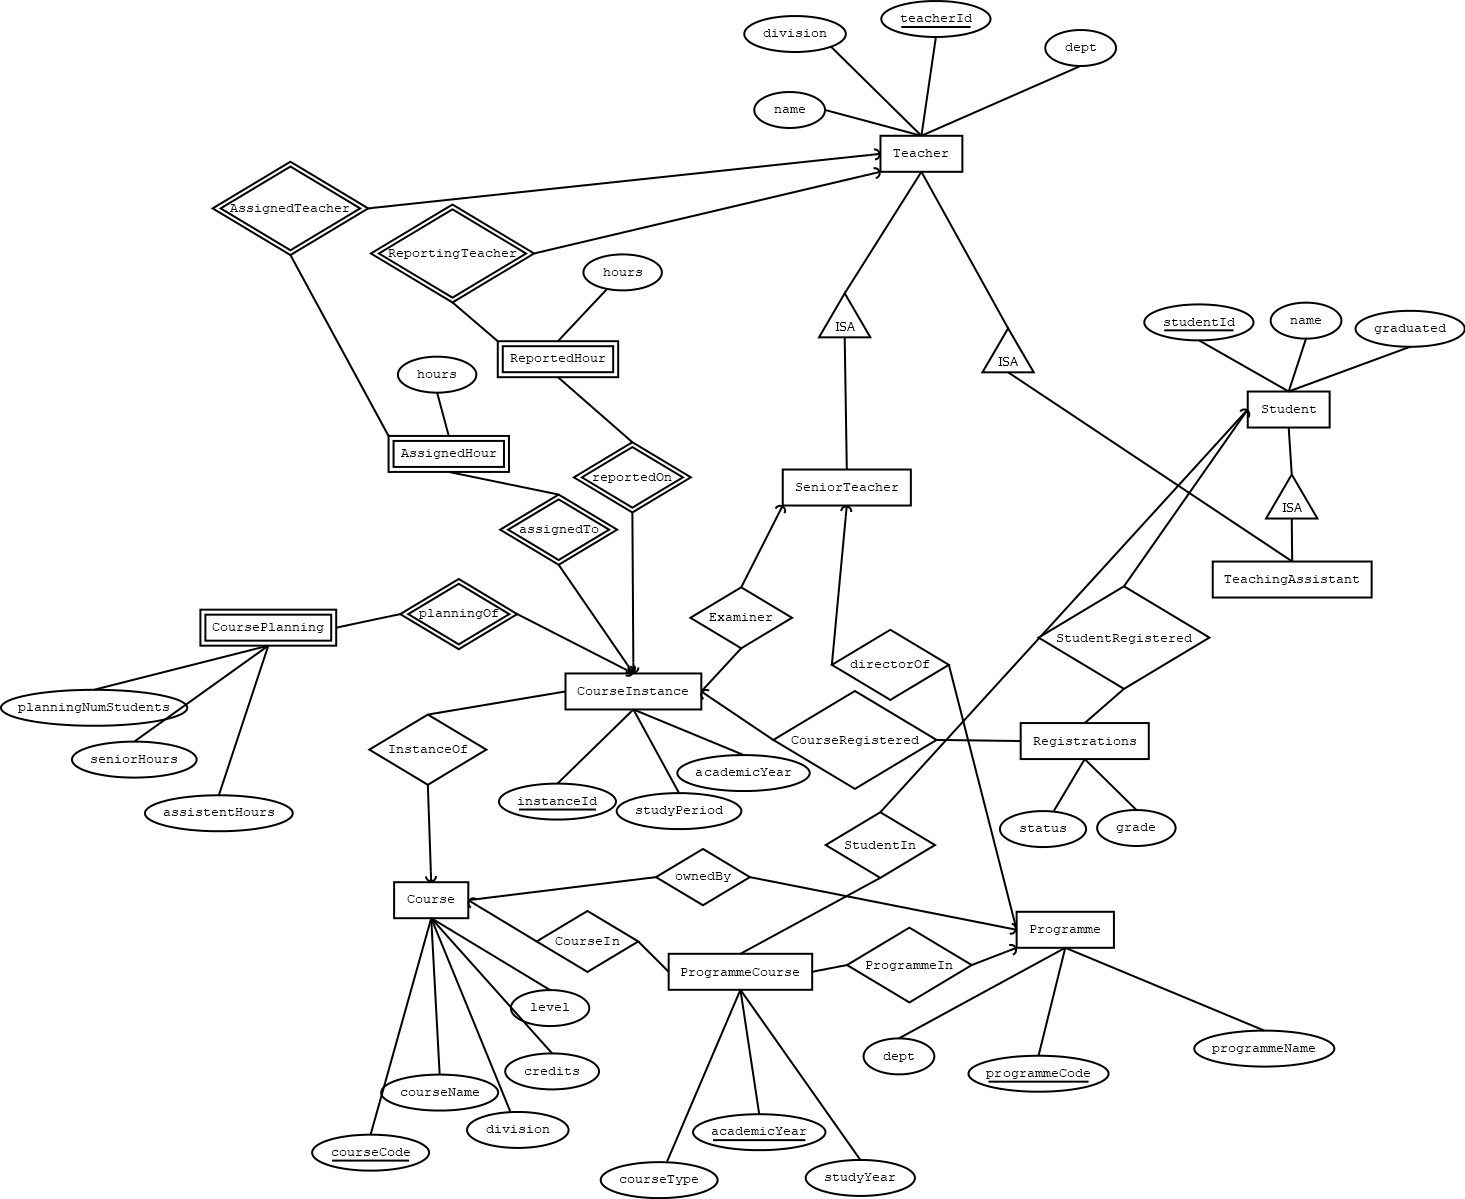 teacherId
division
dept
name
Teacher
AssignedTeacher
ReportingTeacher
hours
ISA
studentId
name
graduated
ReportedHour
ISA
hours
Student
AssignedHour
reportedOn
SeniorTeacher
ISA
assignedTo
TeachingAssistant
planningOf
Examiner
CoursePlanning
StudentRegistered
directorOf
CourseInstance
planningNumStudents
CourseRegistered
Registrations
InstanceOf
seniorHours
academicYear
instanceId
studyPeriod
assistentHours
status
grade
StudentIn
ownedBy
Course
Programme
CourseIn
ProgrammeCourse
ProgrammeIn
level
programmeName
dept
credits
programmeCode
courseName
division
academicYear
courseCode
courseType
studyYear